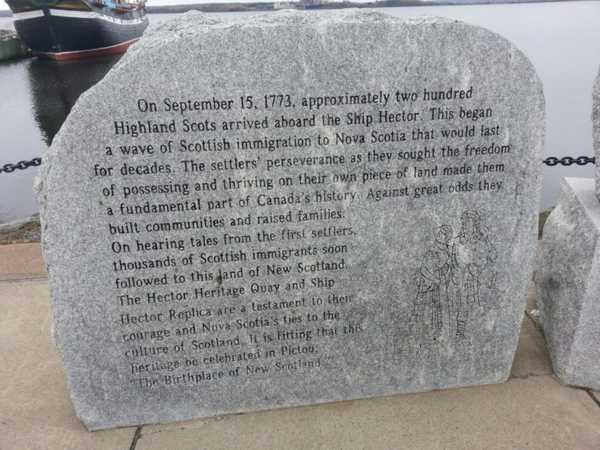 On September 15, 1773, approximately two hundred
Highland Scots arrived aboard the Ship Hector. This began
a wave of Scottish immigration to Nova Scotia that would last
for decades. The settlers' perseverance as they sought the freedom
of possessing and thriving on their own piece of land made them
a fundamental part of Canada's history. Against great odds they
built communities and raised families.
On hearing tales from the first settlers,
thousands of Scottish immigrants soon
followed to this land of New Scotland.
The Hector Heritage Quay and Ship
Hector Replica are a testament to their
courage and Nova Scotia's ties to the
culture of Scotland. It is fitting that this
heritage be celebrated in Pictou,
"The Birthplace of New Scotland"